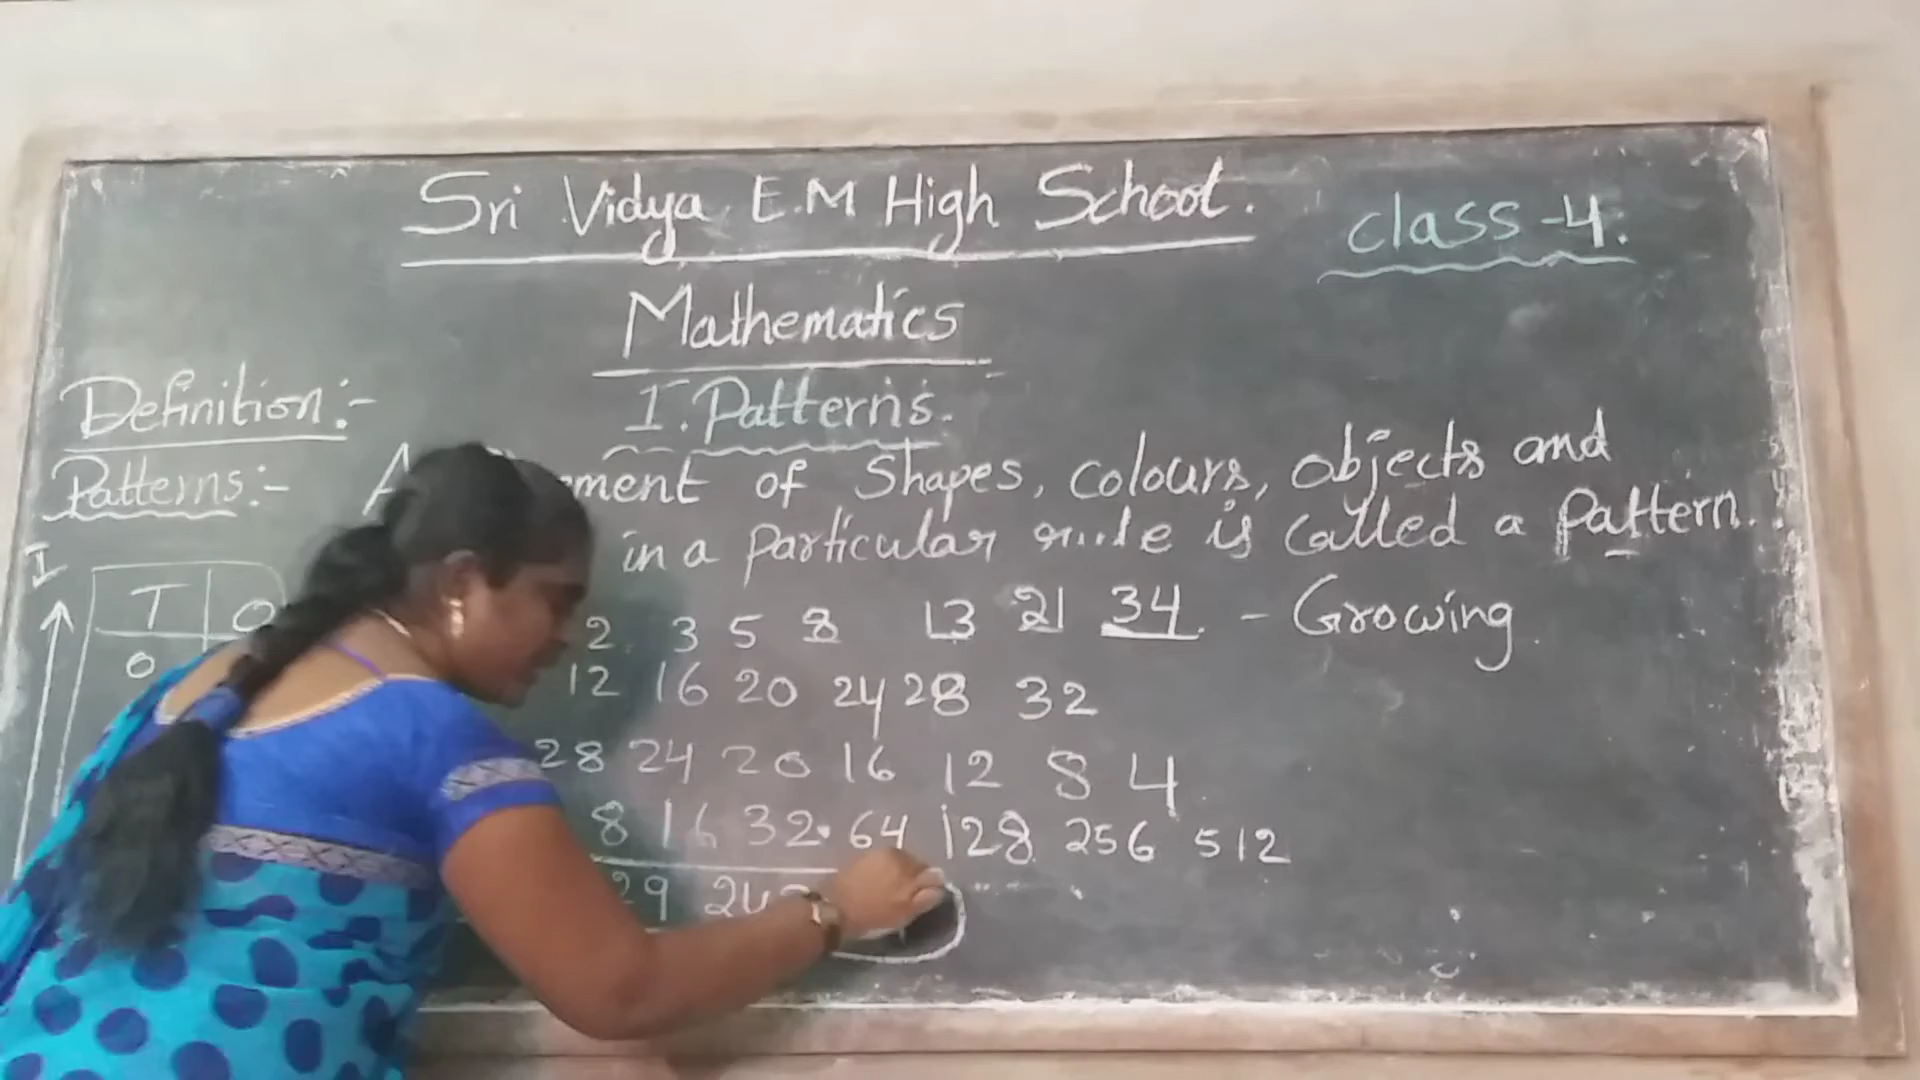 Sri Vidya E.M High School.
class-4.
Mathematics
I. Patterns.
Definition:-
Patterns:- of Shapes, colours, objects and
in a particular rule is called a pattern.
I
T O
2 3 5 8 13 21 34 - Growing
0
12 16 20 24 28 32
28 24 20 16 12 8 4
8 16 32 64 128 256 512
29